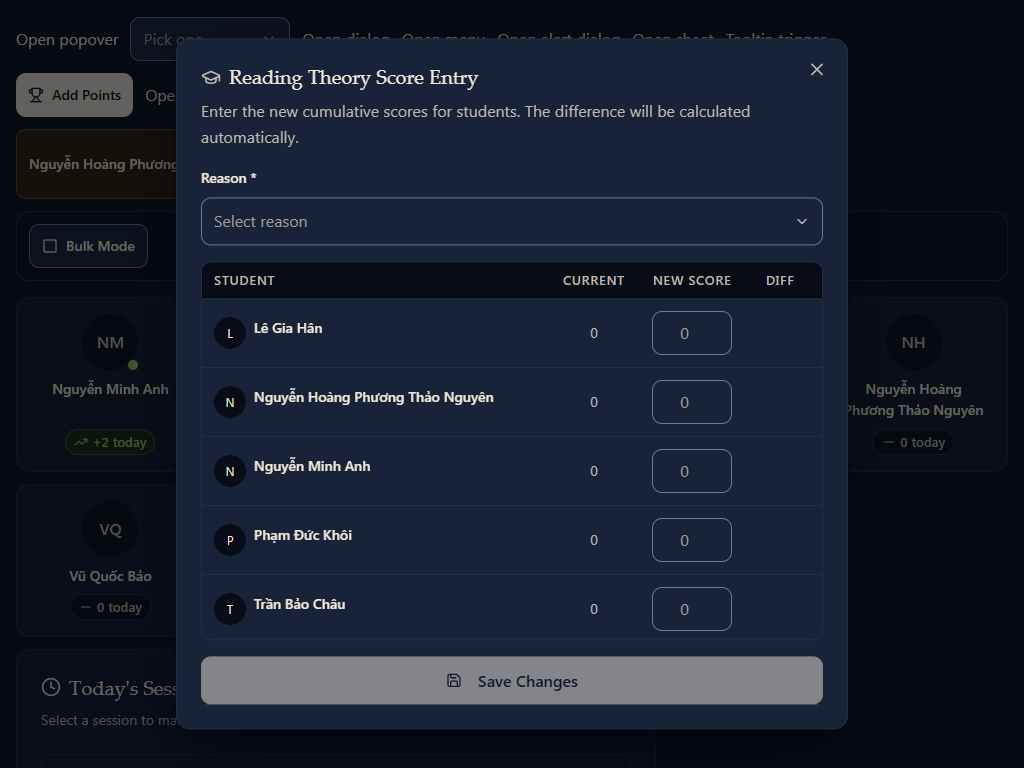 Open popover
Pick one
Open dialog
Open menu
Open alert dialog
Open sheet
Tooltip trigger
Add Points
Ope
Nguyễn Hoàng Phương
Bulk Mode
NM
Nguyễn Minh Anh
+2 today
NH
Nguyễn Hoàng
Phương Thảo Nguyên
0 today
VQ
Vũ Quốc Bảo
0 today
Today's Sess
Select a session to ma
Reading Theory Score Entry
Enter the new cumulative scores for students. The difference will be calculated
automatically.
Reason *
Select reason
STUDENT CURRENT NEW SCORE DIFF
L Lê Gia Hân 0 0
N Nguyễn Hoàng Phương Thảo Nguyên 0 0
N Nguyễn Minh Anh 0 0
P Phạm Đức Khôi 0 0
T Trần Bảo Châu 0 0
Save Changes